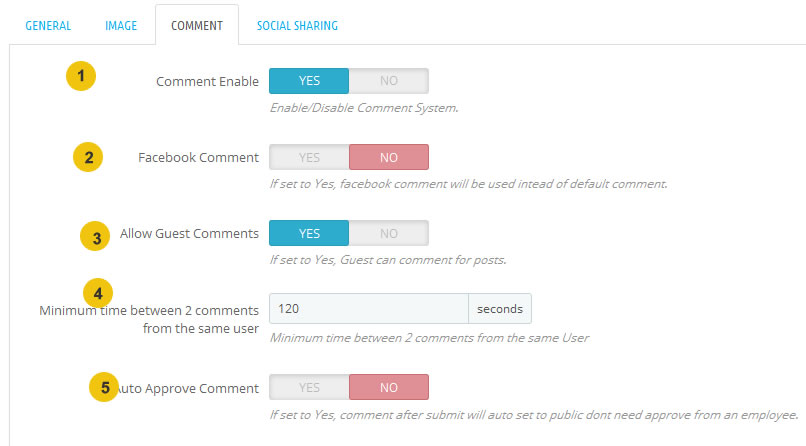 GENERAL IMAGE COMMENT SOCIAL SHARING
1 Comment Enable YES NO
Enable/Disable Comment System.
2 Facebook Comment YES NO
If set to Yes, facebook comment will be used intead of default comment.
3 Allow Guest Comments YES NO
If set to Yes, Guest can comment for posts.
4
Minimum time between 2 comments 120 seconds
from the same user
Minimum time between 2 comments from the same User
5 Auto Approve Comment YES NO
If set to Yes, comment after submit will auto set to public dont need approve from an employee.